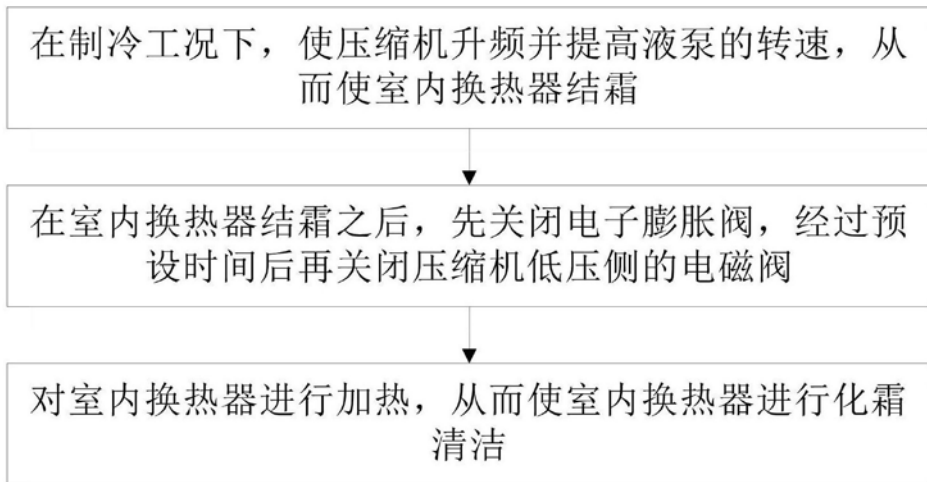 在制冷工况下，使压缩机升频并提高液泵的转速，从
而使室内换热器结霜
在室内换热器结霜之后，先关闭电子膨胀阀，经过预
设时间后再关闭压缩机低压侧的电磁阀
对室内换热器进行加热，从而使室内换热器进行化霜
清洁